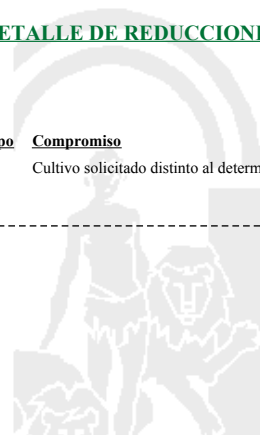 ETALLE DE REDUCCION
po Compromiso
Cultivo solicitado distinto al determ